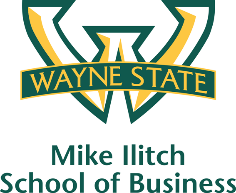 WAYNE STATE
Mike Ilitch
School of Business